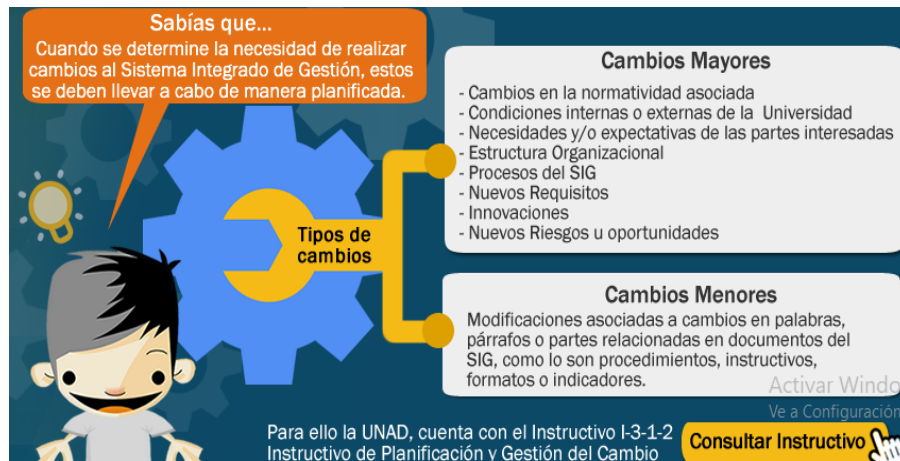 Sabías que...
Cuando se determine la necesidad de realizar
cambios al Sistema Integrado de Gestión, estos
se deben llevar a cabo de manera planificada.
Tipos de
cambios
Cambios Mayores
- Cambios en la normatividad asociada
- Condiciones internas o externas de la Universidad
- Necesidades y/o expectativas de las partes interesadas
- Estructura Organizacional
- Procesos del SIG
- Nuevos Requisitos
- Innovaciones
- Nuevos Riesgos u oportunidades
Cambios Menores
Modificaciones asociadas a cambios en palabras,
párrafos o partes relacionadas en documentos del
SIG, como lo son procedimientos, instructivos,
formatos o indicadores.
Activar Windo
Ve a Configuración
Para ello la UNAD, cuenta con el Instructivo I-3-1-2
Instructivo de Planificación y Gestión del Cambio
Consultar Instructivo